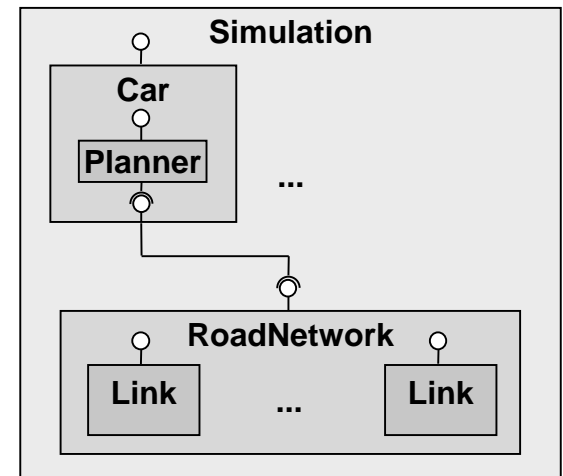 Simulation
Car
Planner
...
RoadNetwork
Link ... Link